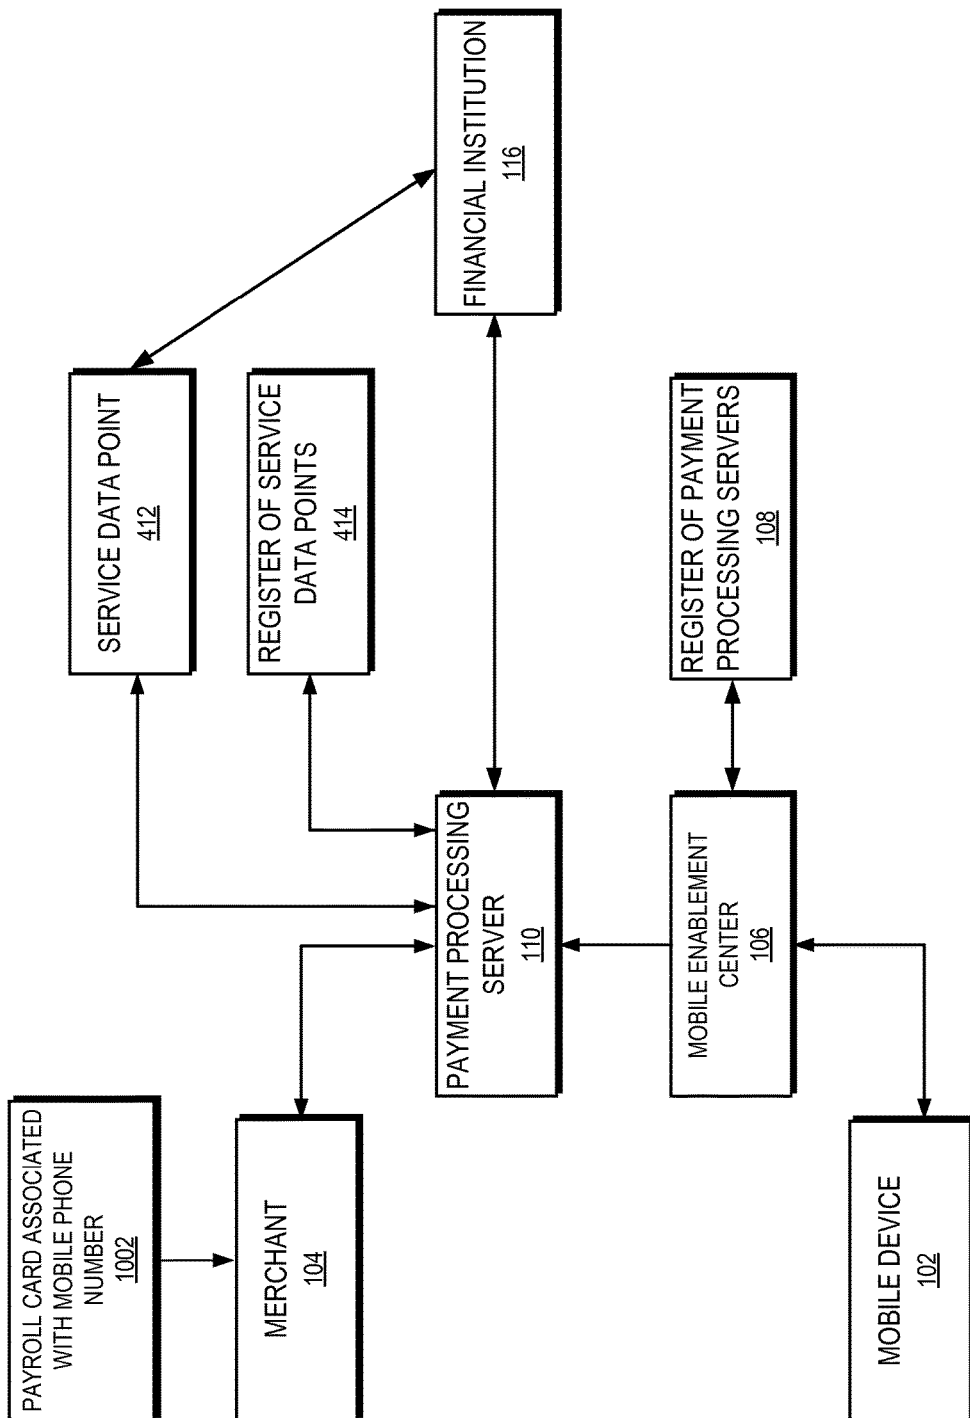 PAYROLL CARD ASSOCIATED
WITH MOBILE PHONE
NUMBER
1002
MERCHANT
104
SERVICE DATA POINT
412
REGISTER OF SERVICE
DATA POINTS
414
PAYMENT PROCESSING
SERVER
110
FINANCIAL INSTITUTION
116
MOBILE ENABLEMENT
CENTER
106
REGISTER OF PAYMENT
PROCESSING SERVERS
108
MOBILE DEVICE
102